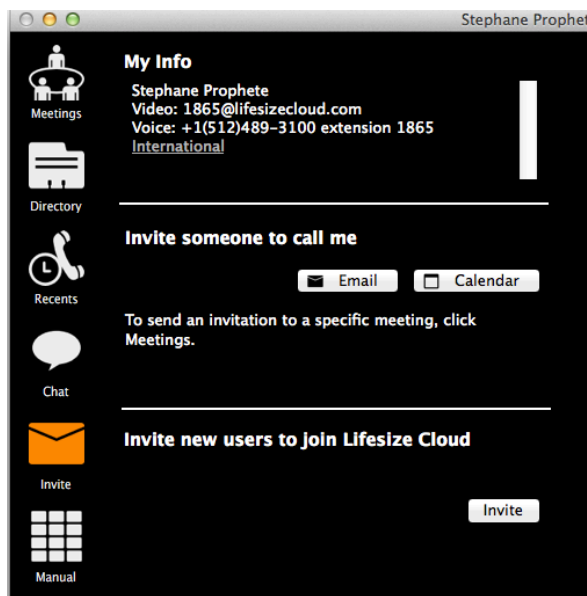 Stephane Prophet
My Info
Stephane Prophete
Video: 1865@lifesizecloud.com
Voice: +1(512)489-3100 extension 1865
International
Meetings
Directory
Invite someone to call me
Email
Calendar
Recents
To send an invitation to a specific meeting, click
Meetings.
Chat
Invite new users to join Lifesize Cloud
Invite
Invite
Manual